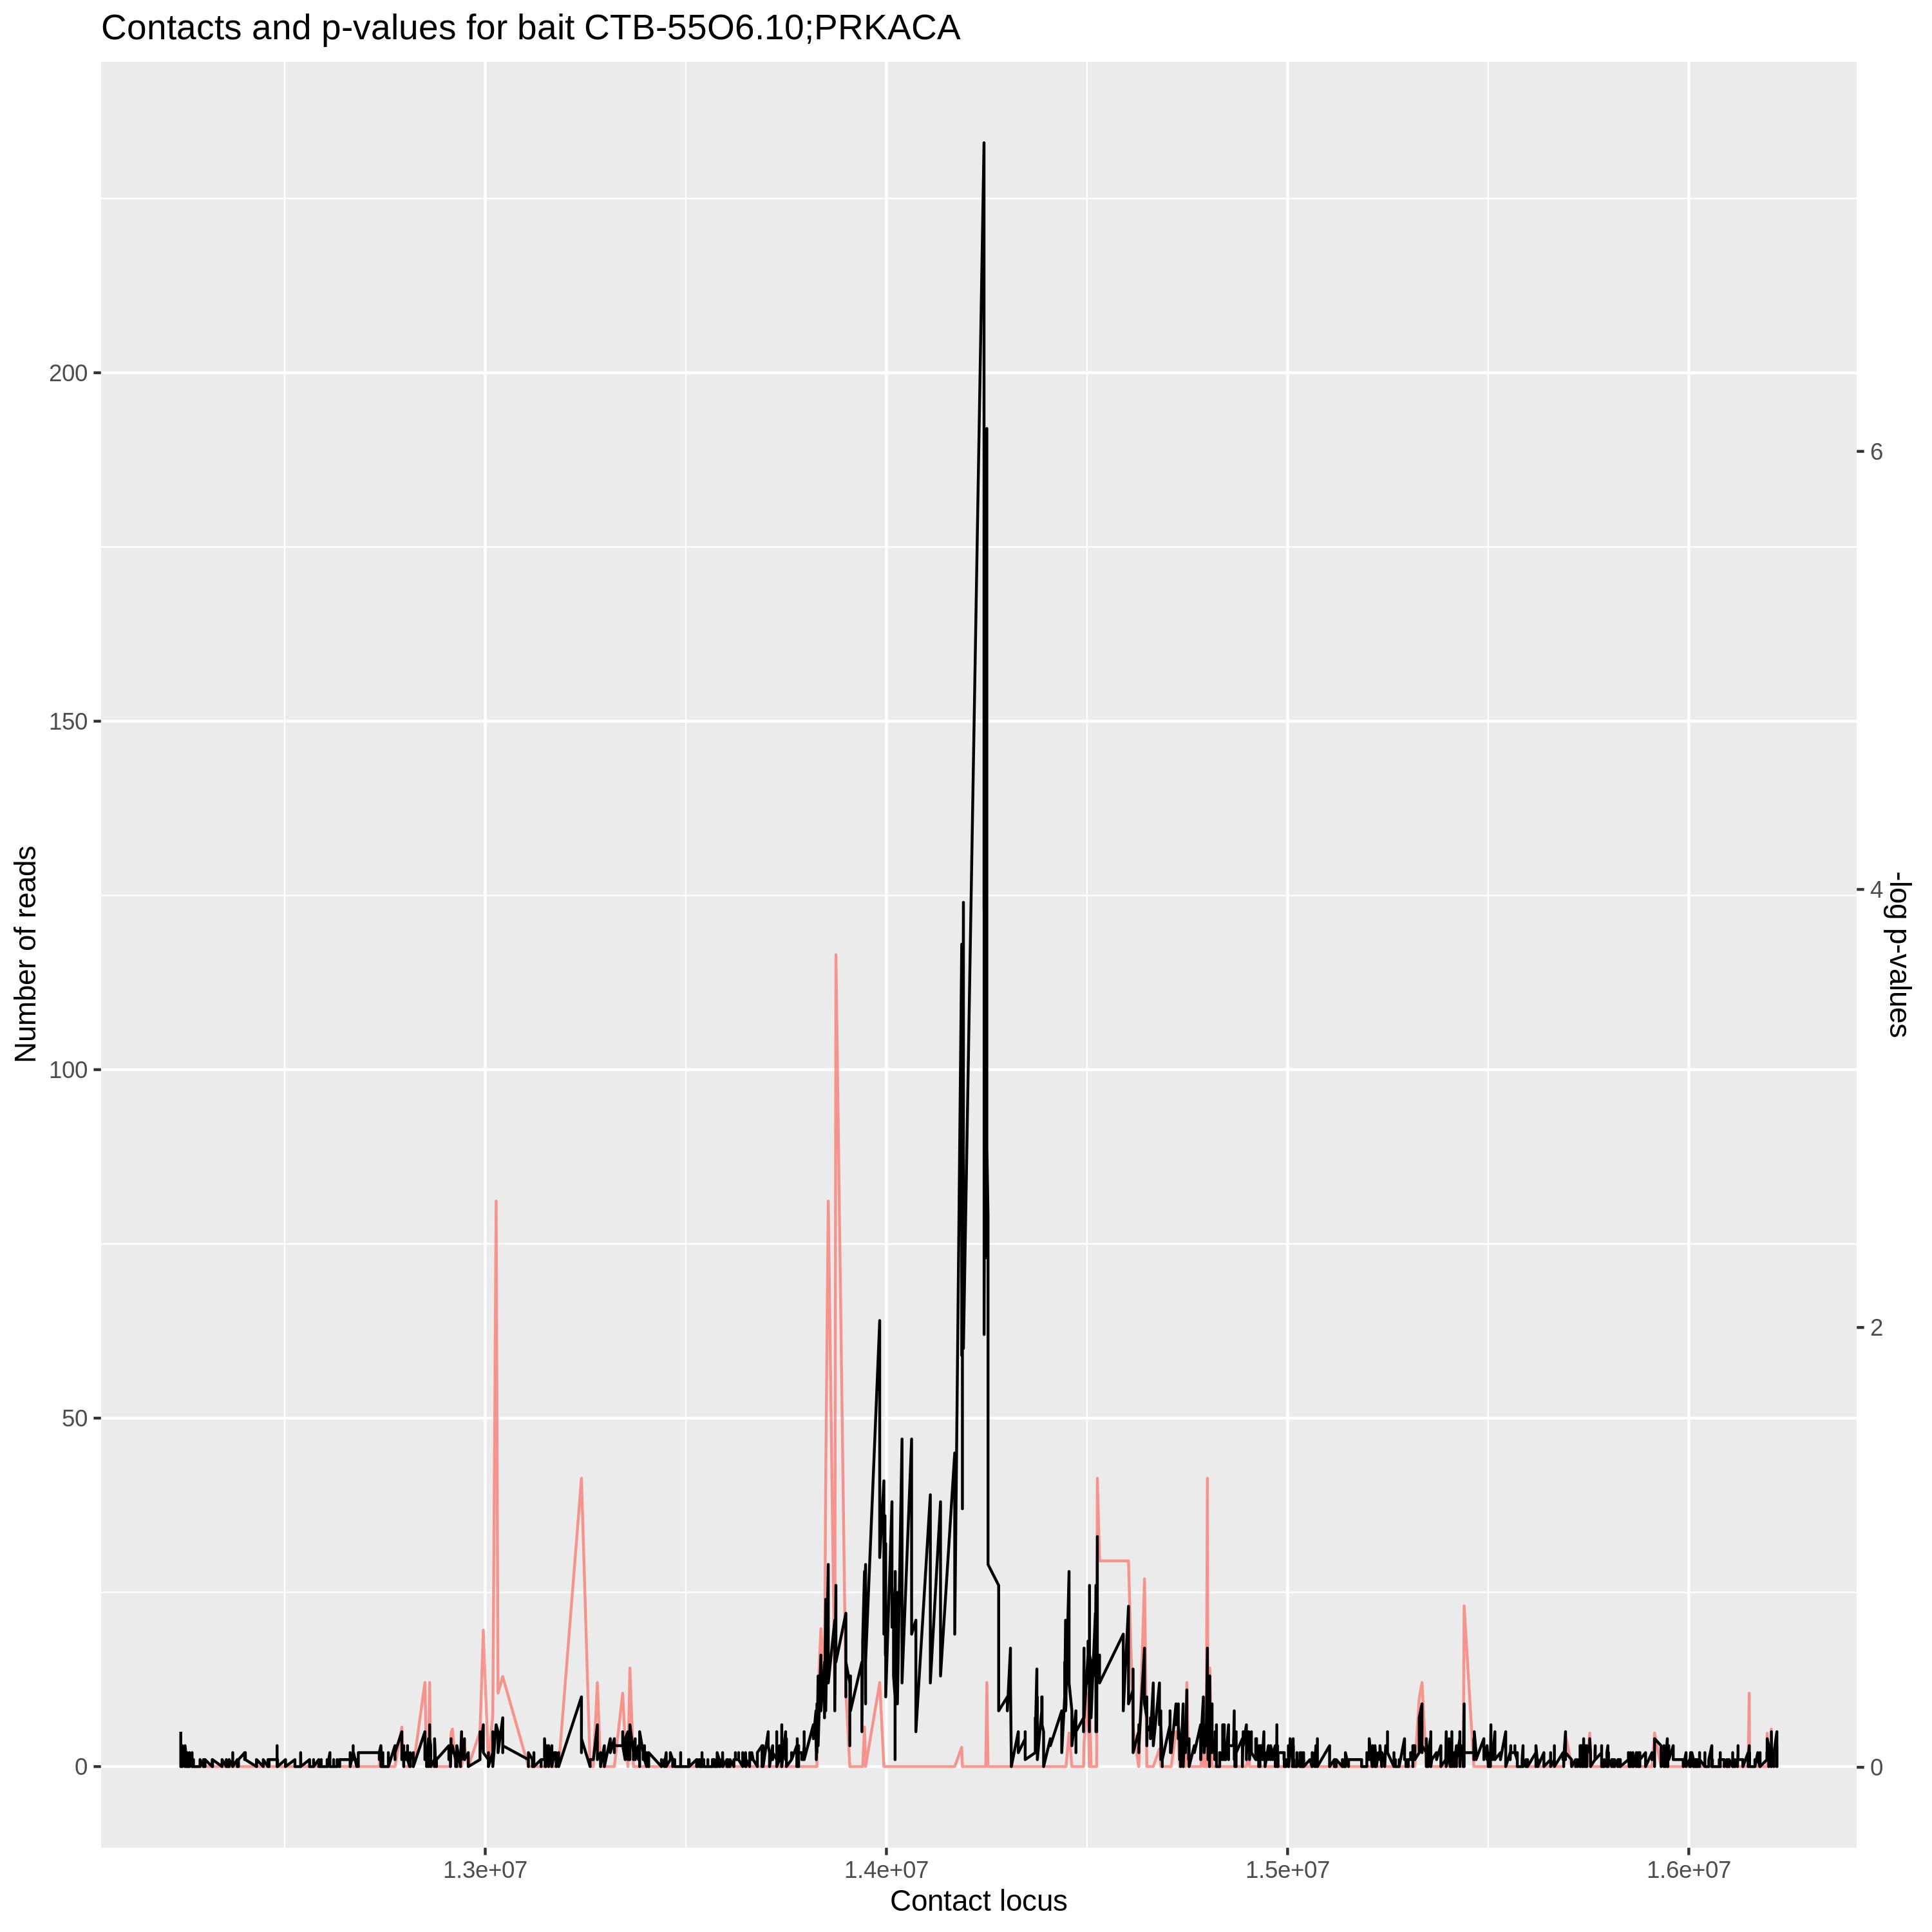 Contacts and p-values for bait CTB-55O6.10;PRKACA
Number of reads
200
150
100
50
0
6
4
2
0
-log p-values
1.3e+07
1.4e+07
1.5e+07
1.6e+07
Contact locus